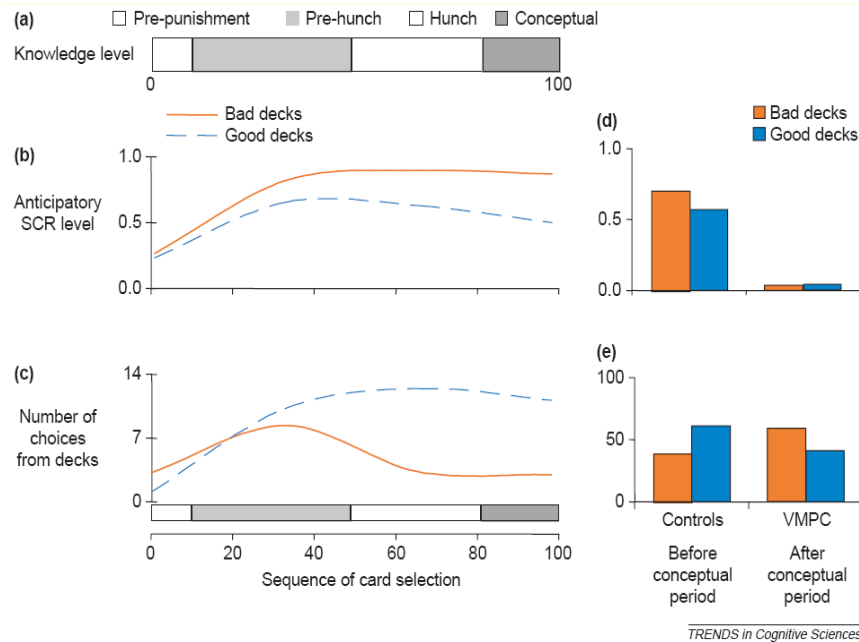 (a) Pre-punishment Pre-hunch Hunch Conceptual
Knowledge level
0 100
Bad decks
Good decks
(b)
Anticipatory
SCR level
1.0
0.5
0.0
(c)
Number of
choices
from decks
14
7
0
0 20 40 60 80 100
Sequence of card selection
(d) Bad decks
Good decks
1.0
0.5
0.0
(e)
100
50
0
Controls VMPC
Before
conceptual
period
After
conceptual
period
TRENDS in Cognitive Sciences